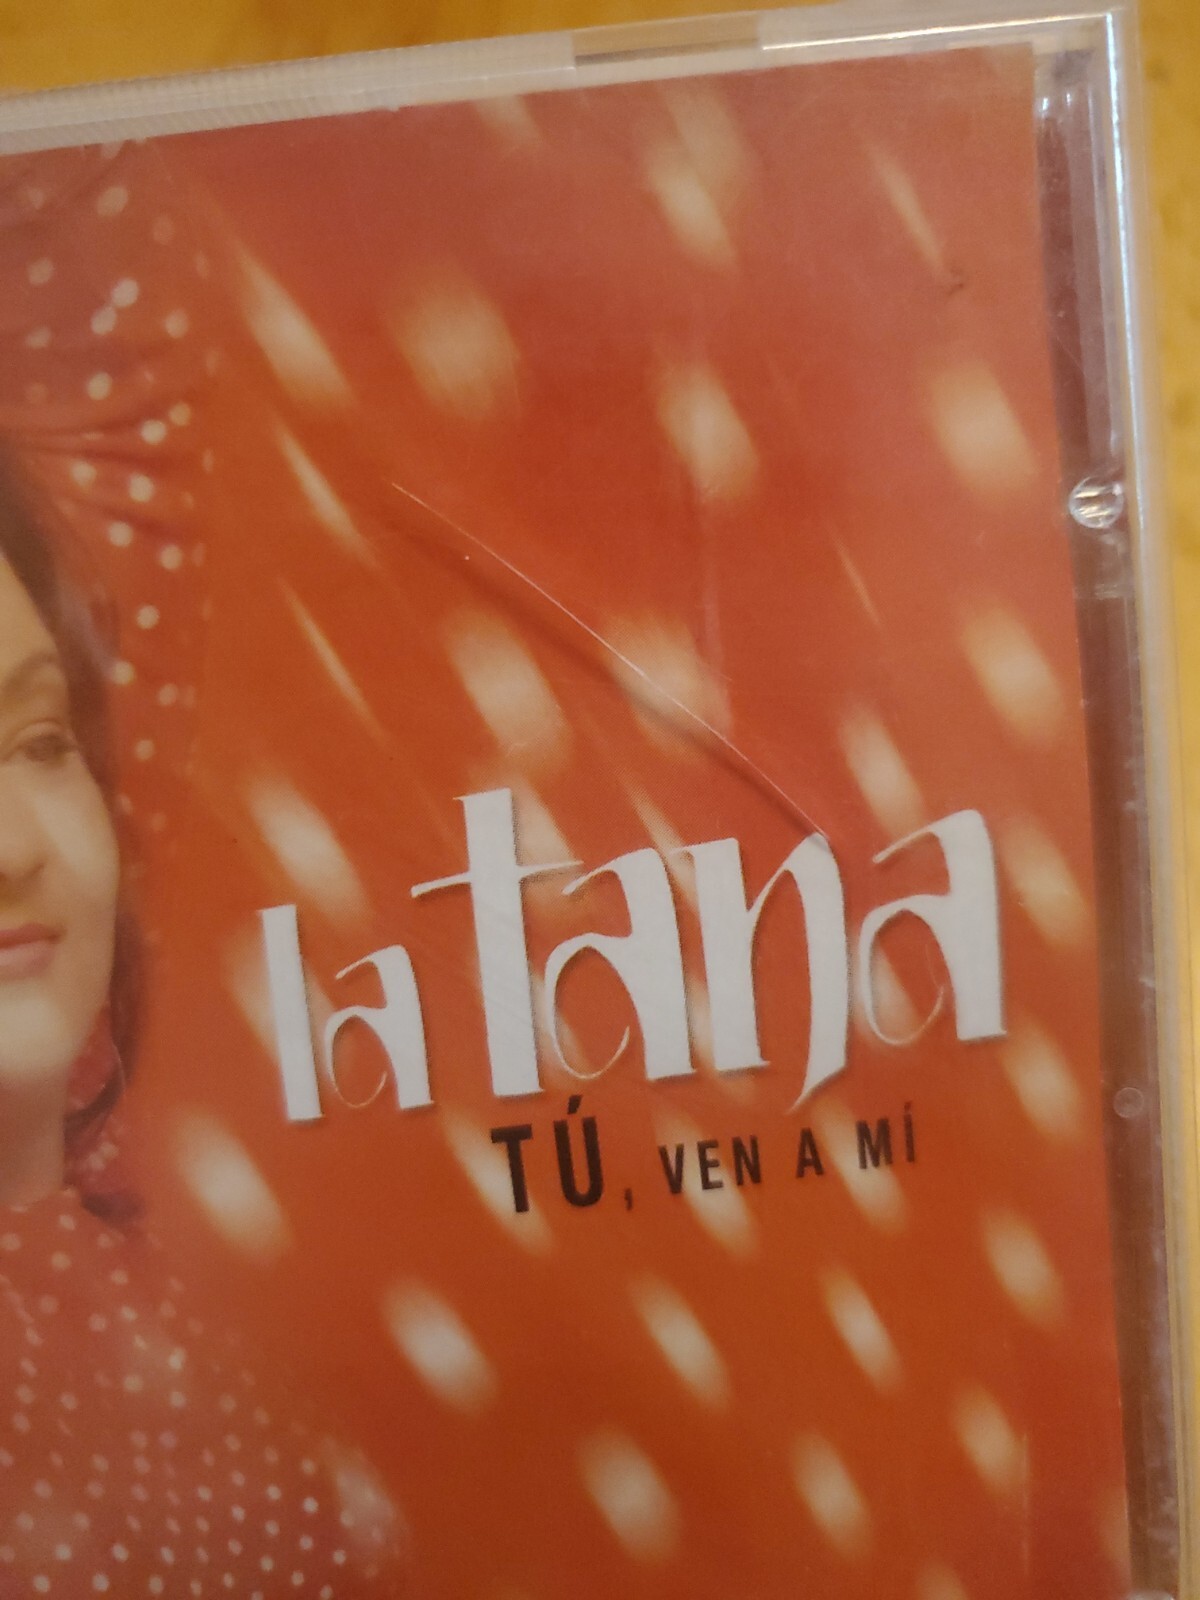 la tana
TÚ, VEN A MÍ